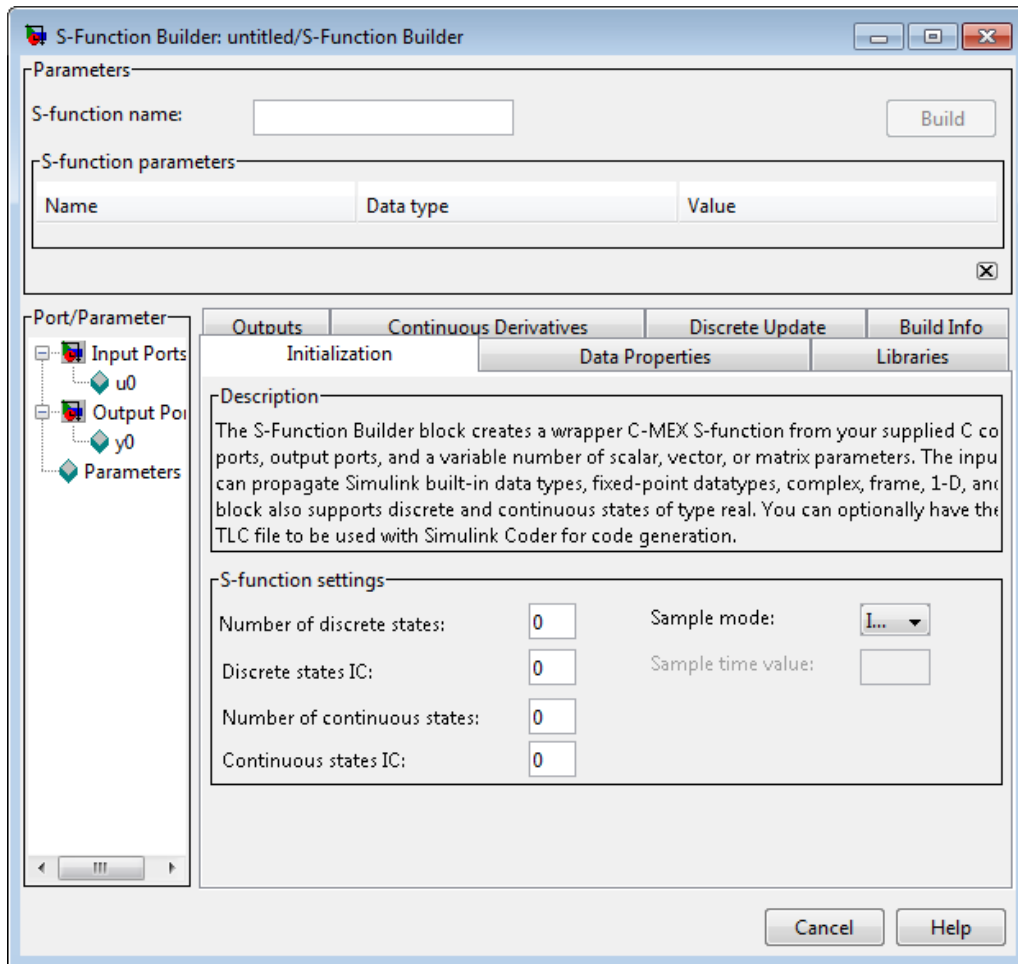 S-Function Builder: untitled/S-Function Builder
Parameters
S-function name:
Build
S-function parameters
Name Data type Value
Port/Parameter
Input Ports
u0
Output Por
y0
Parameters
Outputs Continuous Derivatives Discrete Update Build Info
Initialization Data Properties Libraries
Description
The S-Function Builder block creates a wrapper C-MEX S-function from your supplied C co
ports, output ports, and a variable number of scalar, vector, or matrix parameters. The inpu
can propagate Simulink built-in data types, fixed-point datatypes, complex, frame, 1-D, and
block also supports discrete and continuous states of type real. You can optionally have the
TLC file to be used with Simulink Coder for code generation.
S-function settings
Number of discrete states: 0 Sample mode: I...
Discrete states IC: 0 Sample time value:
Number of continuous states: 0
Continuous states IC: 0
Cancel Help